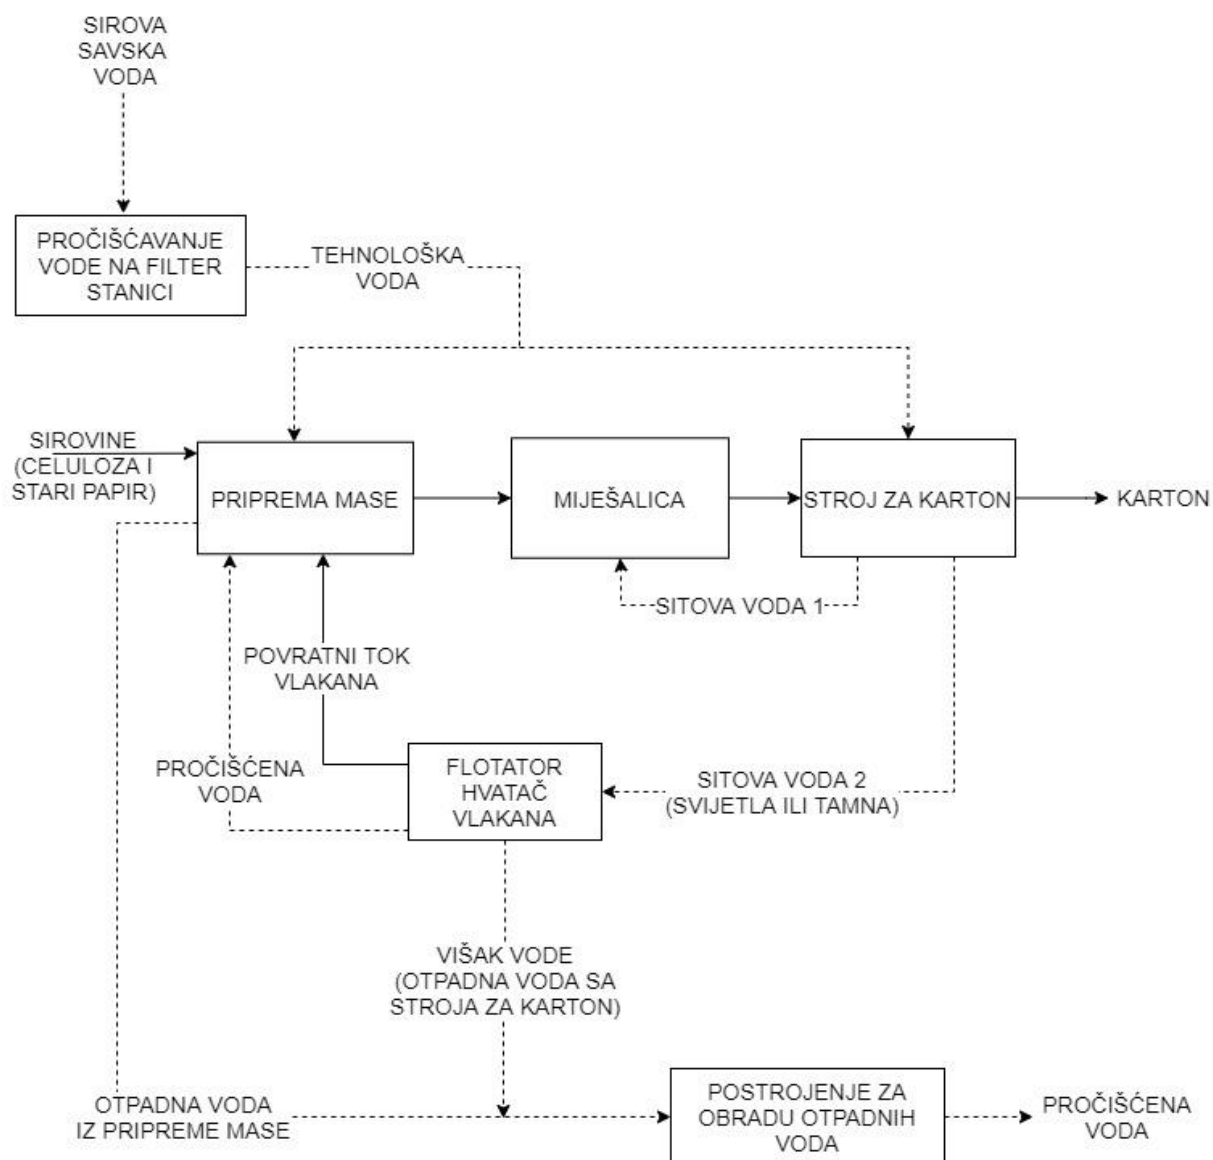 SIROVA
SAVSKA
VODA
PROČIŠĆAVANJE
VODE NA FILTER
STANICI
TEHNOLOŠKA
VODA
SIROVINE
(CELULOZA I
STARI PAPIR)
PRIPREMA MASE
MIJEŠALICA
STROJ ZA KARTON
KARTON
SITOVA VODA 1
POVRATNI TOK
VLAKANA
PROČIŠĆENA
VODA
FLOTATOR
HVATAČ
VLAKANA
SITOVA VODA 2
(SVIJETLA ILI TAMNA)
VIŠAK VODE
(OTPADNA VODA SA
STROJA ZA KARTON)
OTPADNA VODA
IZ PRIPREME MASE
POSTROJENJE ZA
OBRADU OTPADNIH
VODA
PROČIŠĆENA
VODA